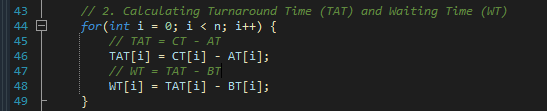 43 // 2. Calculating Turnaround Time (TAT) and Waiting Time (WT)
44 for(int i = 0; i < n; i++) {
45 // TAT = CT - AT
46 TAT[i] = CT[i] - AT[i];
47 // WT = TAT - BT
48 WT[i] = TAT[i] - BT[i];
49 }